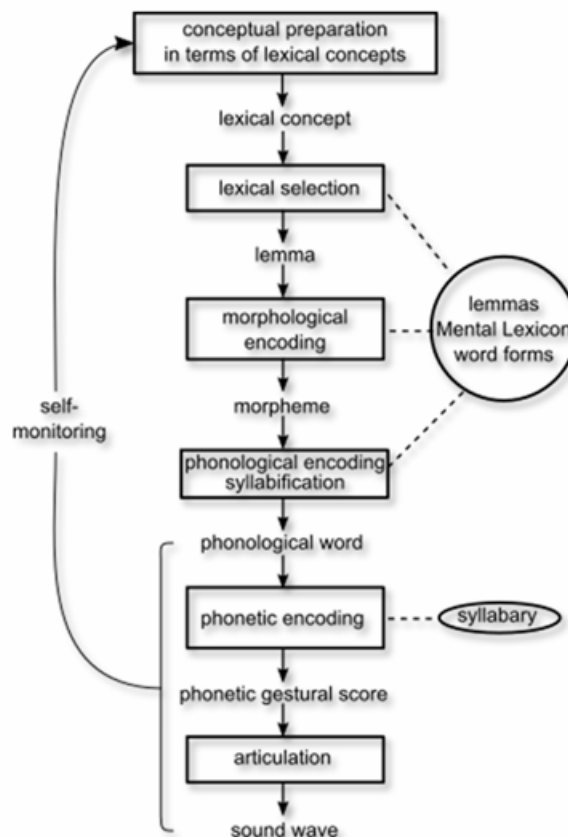 conceptual preparation
in terms of lexical concepts
lexical concept
lexical selection
lemma
lemmas
Mental Lexicon
word forms
morphological
encoding
morpheme
self-
monitoring
phonological encoding
syllabification
phonological word
phonetic encoding
syllabary
phonetic gestural score
articulation
sound wave